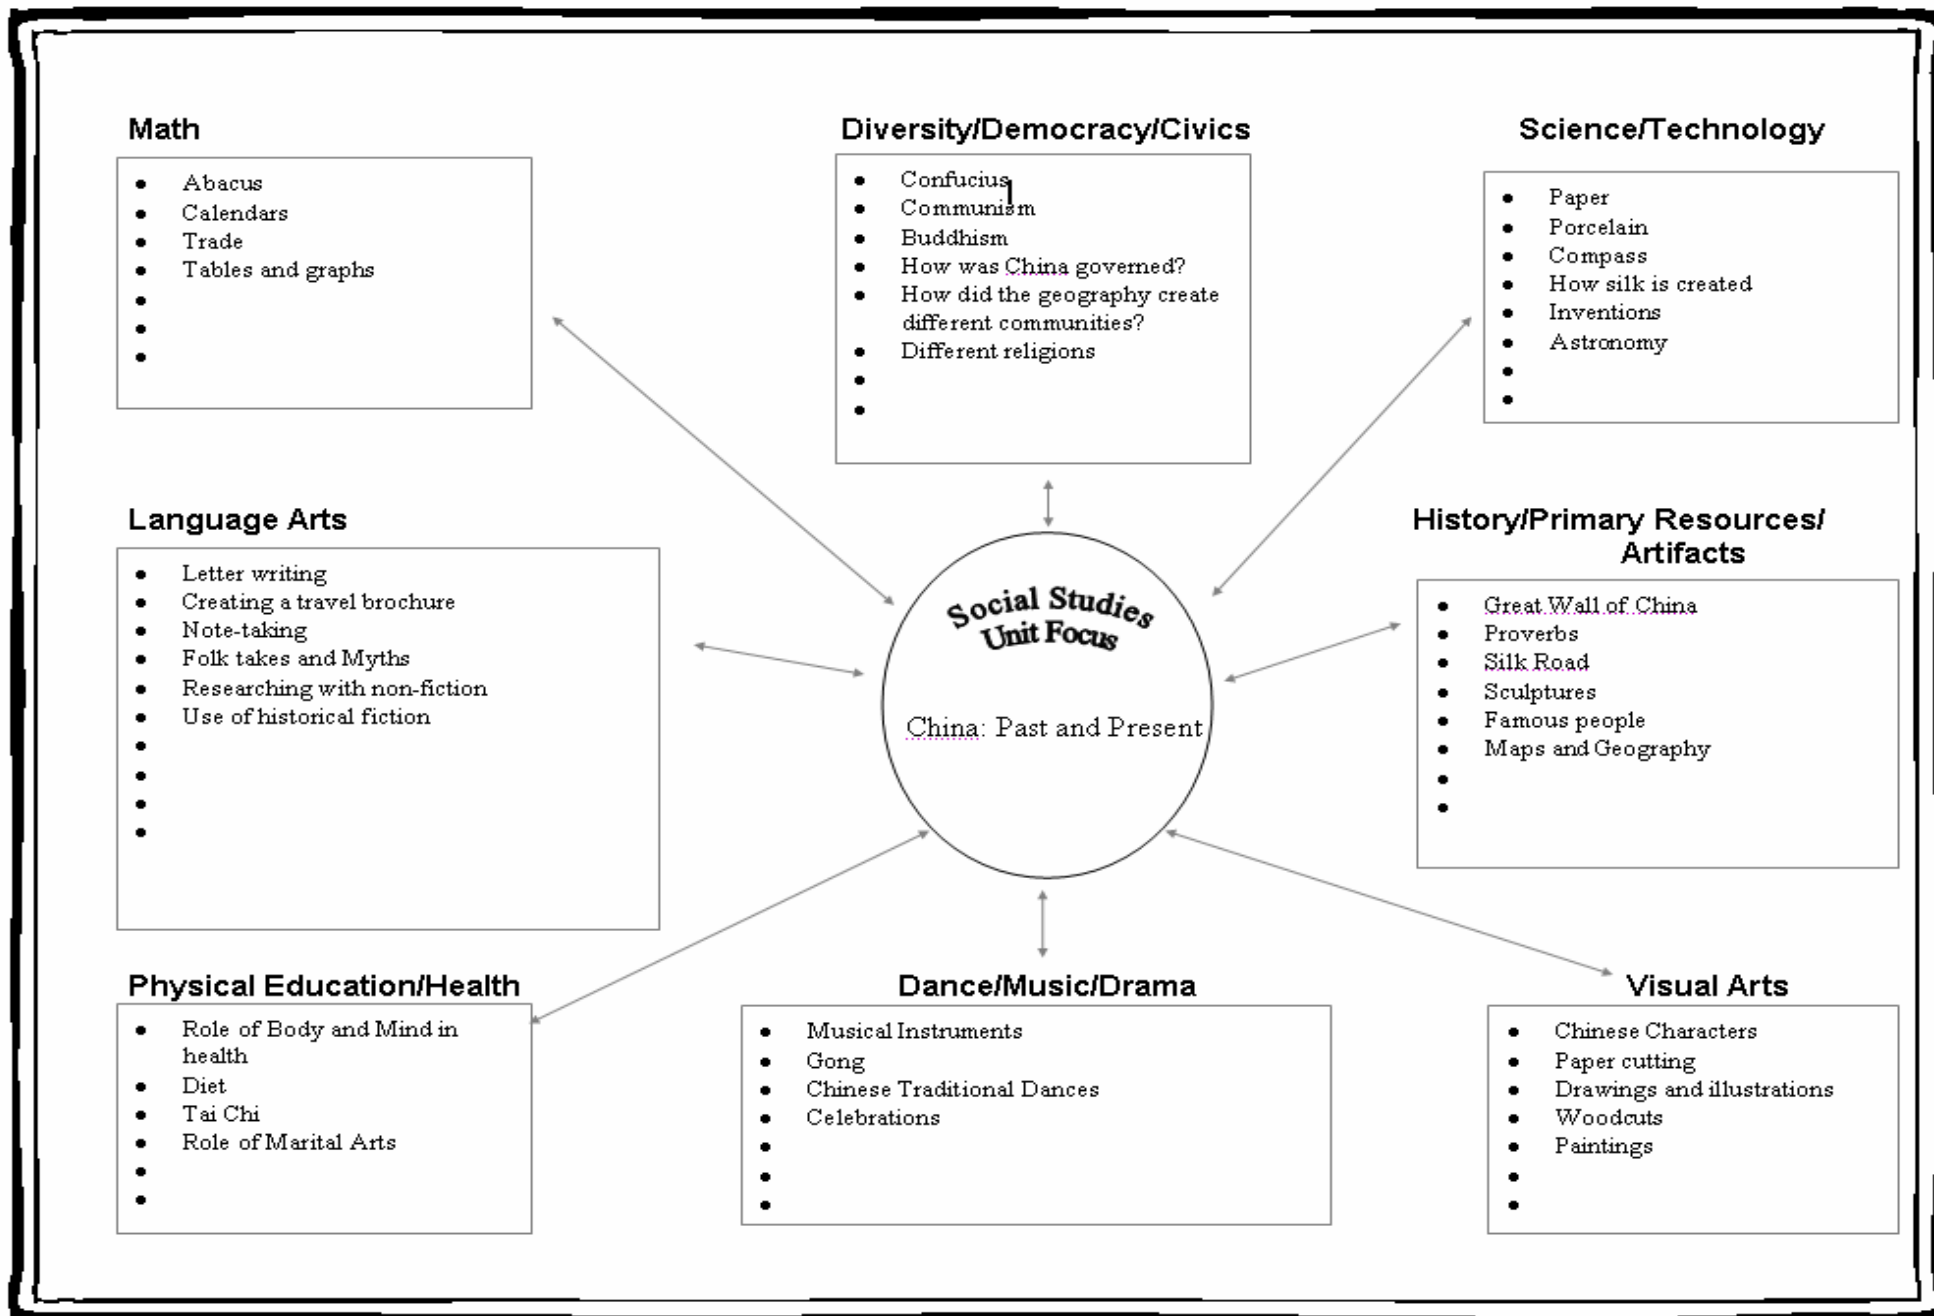 Math
• Abacus
• Calendars
• Trade
• Tables and graphs
•
•
•
Diversity/Democracy/Civics
• Confucius
• Communism
• Buddhism
• How was China governed?
• How did the geography create
different communities?
• Different religions
•
•
Science/Technology
• Paper
• Porcelain
• Compass
• How silk is created
• Inventions
• Astronomy
•
•
Language Arts
• Letter writing
• Creating a travel brochure
• Note-taking
• Folk takes and Myths
• Researching with non-fiction
• Use of historical fiction
•
•
•
•
Social Studies
Unit Focus
China: Past and Present
History/Primary Resources/
Artifacts
• Great Wall of China
• Proverbs
• Silk Road
• Sculptures
• Famous people
• Maps and Geography
•
•
Physical Education/Health
• Role of Body and Mind in
health
• Diet
• Tai Chi
• Role of Marital Arts
•
•
Dance/Music/Drama
• Musical Instruments
• Gong
• Chinese Traditional Dances
• Celebrations
•
•
•
Visual Arts
• Chinese Characters
• Paper cutting
• Drawings and illustrations
• Woodcuts
• Paintings
•
•